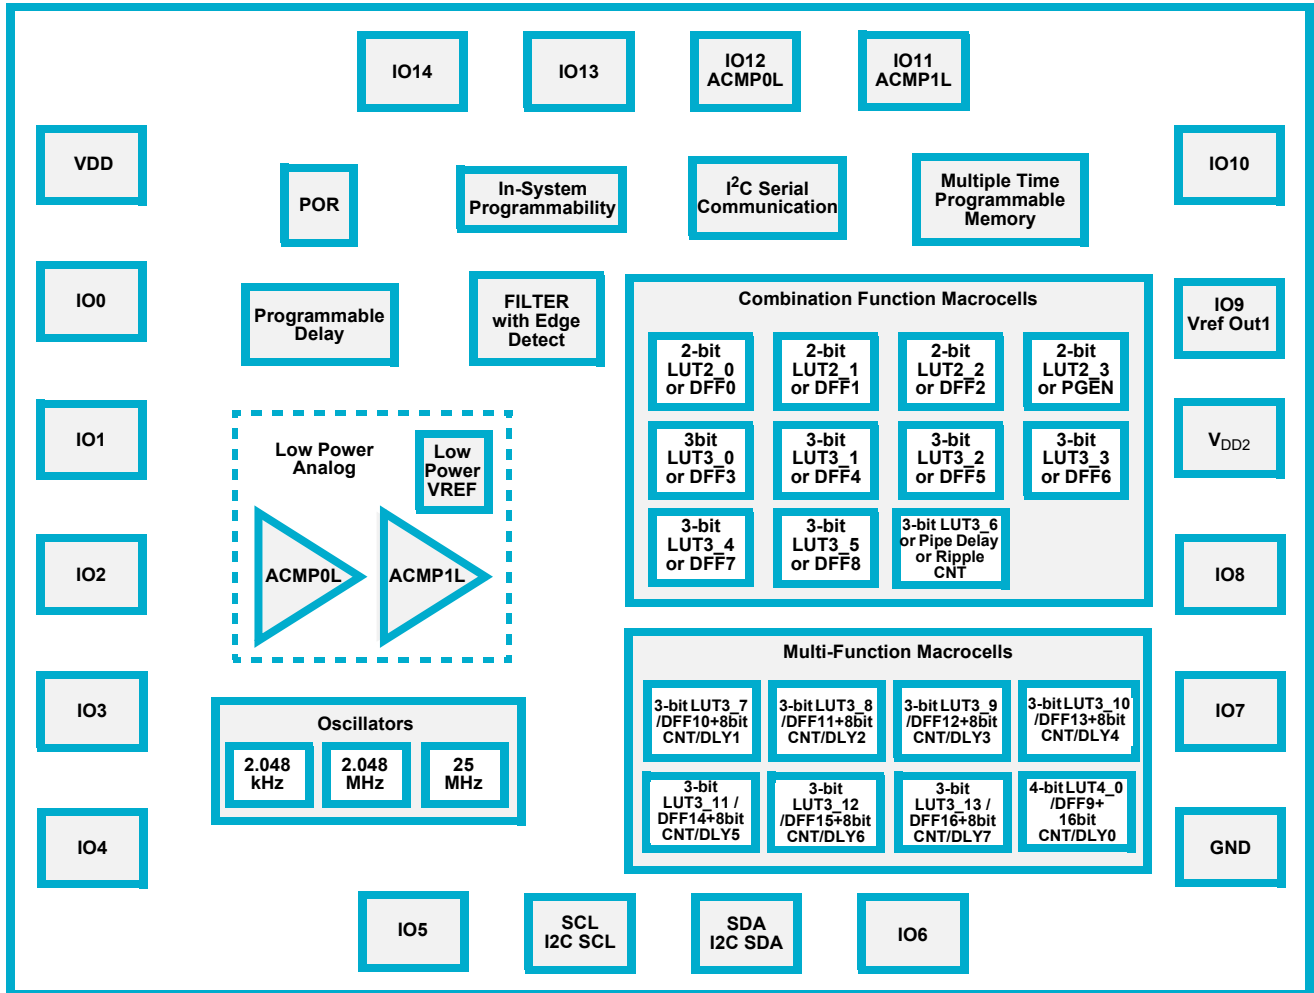 IO14
IO13
IO12
ACMP0L
IO11
ACMP1L
VDD
IO10
POR
In-System
Programmability
I2C Serial
Communication
Multiple Time
Programmable
Memory
IO0
Programmable
Delay
FILTER
with Edge
Detect
IO9
Vref Out1
Combination Function Macrocells
2-bit
LUT2_0
or DFF0
2-bit
LUT2_1
or DFF1
2-bit
LUT2_2
or DFF2
2-bit
LUT2_3
or PGEN
3bit
LUT3_0
or DFF3
3-bit
LUT3_1
or DFF4
3-bit
LUT3_2
or DFF5
3-bit
LUT3_3
or DFF6
3-bit
LUT3_4
or DFF7
3-bit
LUT3_5
or DFF8
3-bit LUT3_6
or Pipe Delay
or Ripple
CNT
IO1
Low Power
Analog
Low
Power
VREF
VDD2
ACMP0L
ACMP1L
IO2
IO8
Multi-Function Macrocells
3-bit LUT3_7
/DFF10+8bit
CNT/DLY1
3-bit LUT3_8
/DFF11+8bit
CNT/DLY2
3-bit LUT3_9
/DFF12+8bit
CNT/DLY3
3-bit LUT3_10
/DFF13+8bit
CNT/DLY4
3-bit
LUT3_11 /
DFF14+8bit
CNT/DLY5
3-bit
LUT3_12
/DFF15+8bit
CNT/DLY6
3-bit
LUT3_13 /
DFF16+8bit
CNT/DLY7
4-bit LUT4_0
/DFF9+
16bit
CNT/DLY0
IO3
Oscillators
2.048
kHz
2.048
MHz
25
MHz
IO7
IO4
GND
IO5
SCL
I2C SCL
SDA
I2C SDA
IO6